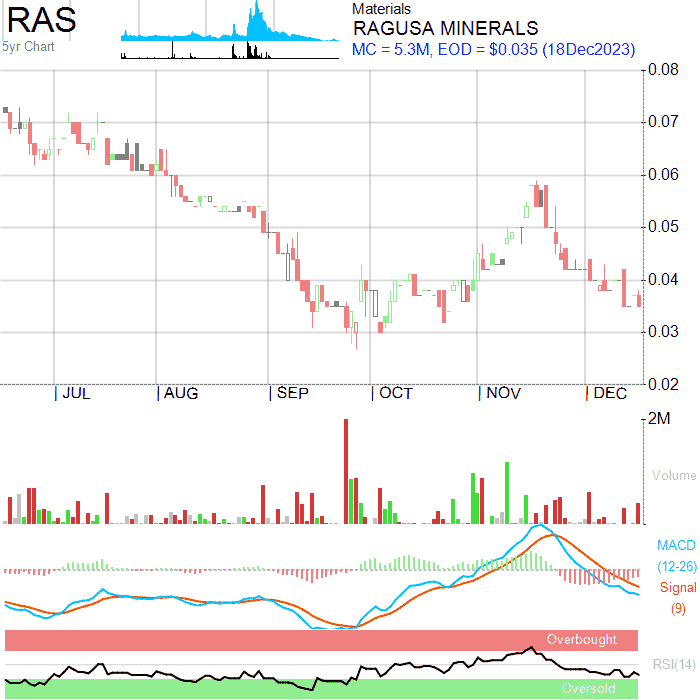 RAS
5yr Chart
Materials
RAGUSA MINERALS
MC = 5.3M, EOD = $0.035 (18Dec2023)
0.08
0.07
0.06
0.05
0.04
0.03
0.02
JUL AUG SEP OCT NOV DEC
2M
Volume
MACD
(12-26)
Signal
(9)
Overbought
RSI(14)
Oversold